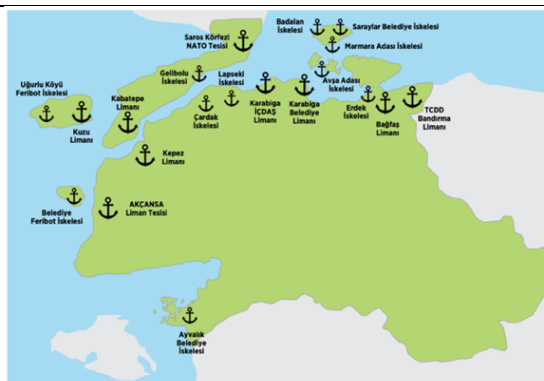 Badalan
İskelesi
Saraylar Belediye İskelesi
Marmara Adası İskelesi
Saros Körfezi
NATO Tesisi
Gelibolu
İskelesi
Lapseki
İskelesi
Avşa Adası
İskelesi
Uğurlu Köyü
Feribot İskelesi
Kuzu
Limanı
Kabatepe
Limanı
Çardak
İskelesi
Karabiga
İÇDAŞ
Limanı
Karabiga
Belediye
Limanı
Erdek
İskelesi
Bağfaş
Limanı
TCDD
Bandırma
Limanı
Kepez
Limanı
Belediye
Feribot İskelesi
AKÇANSA
Liman Tesisi
Ayvalık
Belediye
İskelesi